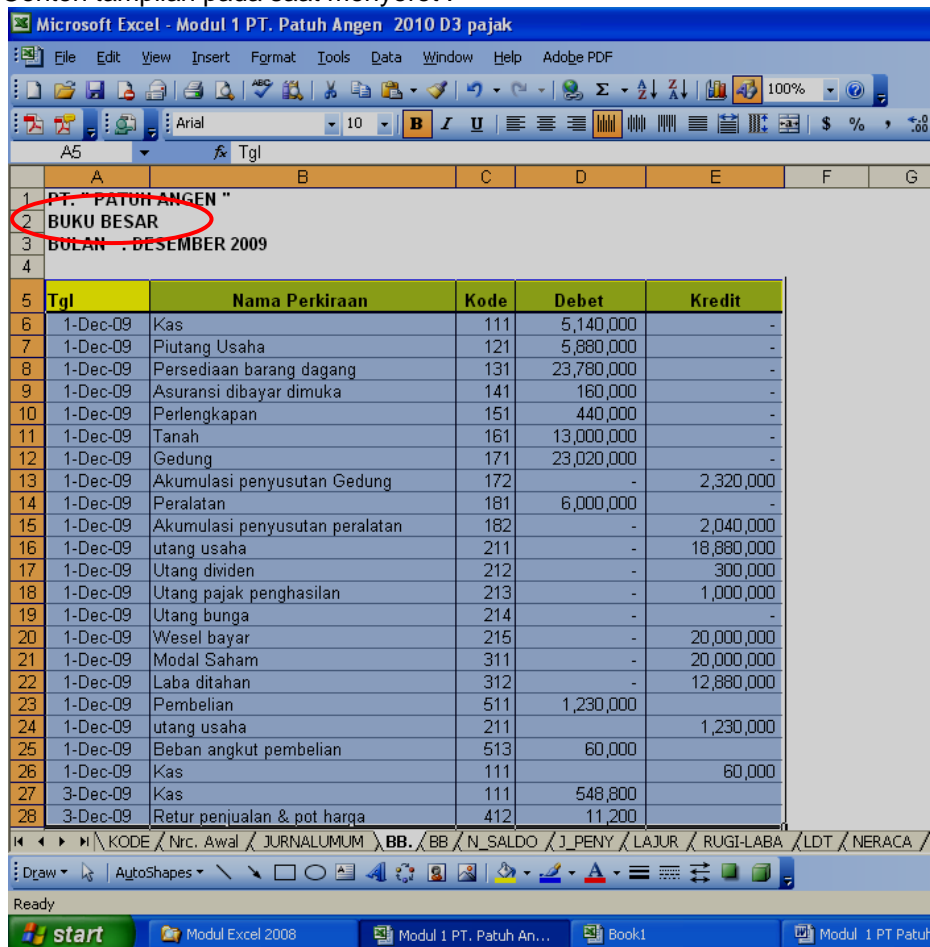 Contoh tampilan pada saat menyorot :
Microsoft Excel - Modul 1 PT. Patuh Angen 2010 D3 pajak
File Edit View Insert Format Tools Data Window Help Adobe PDF
100%
Arial 10 B I U $ % ,
A5 fx Tgl
A B C D E F G
1 PT. " PATUH ANGEN "
2 BUKU BESAR
3 BULAN : DESEMBER 2009
4
5 Tgl Nama Perkiraan Kode Debet Kredit
6 1-Dec-09 Kas 111 5,140,000 -
7 1-Dec-09 Piutang Usaha 121 5,880,000 -
8 1-Dec-09 Persediaan barang dagang 131 23,780,000 -
9 1-Dec-09 Asuransi dibayar dimuka 141 160,000 -
10 1-Dec-09 Perlengkapan 151 440,000 -
11 1-Dec-09 Tanah 161 13,000,000 -
12 1-Dec-09 Gedung 171 23,020,000 -
13 1-Dec-09 Akumulasi penyusutan Gedung 172 - 2,320,000
14 1-Dec-09 Peralatan 181 6,000,000 -
15 1-Dec-09 Akumulasi penyusutan peralatan 182 - 2,040,000
16 1-Dec-09 utang usaha 211 - 18,880,000
17 1-Dec-09 Utang dividen 212 - 300,000
18 1-Dec-09 Utang pajak penghasilan 213 - 1,000,000
19 1-Dec-09 Utang bunga 214 - -
20 1-Dec-09 Wesel bayar 215 - 20,000,000
21 1-Dec-09 Modal Saham 311 - 20,000,000
22 1-Dec-09 Laba ditahan 312 - 12,880,000
23 1-Dec-09 Pembelian 511 1,230,000
24 1-Dec-09 utang usaha 211 1,230,000
25 1-Dec-09 Beban angkut pembelian 513 60,000
26 1-Dec-09 Kas 111 60,000
27 3-Dec-09 Kas 111 548,800
28 3-Dec-09 Retur penjualan & pot harga 412 11,200
KODE / Nrc. Awal / JURNALUMUM \ BB. / BB / N_SALDO / J_PENY / LAJUR / RUGI-LABA / LDT / NERACA /
Draw AutoShapes
Ready
start Modul Excel 2008 Modul 1 PT. Patuh An... Book1 Modul 1 PT Patuh